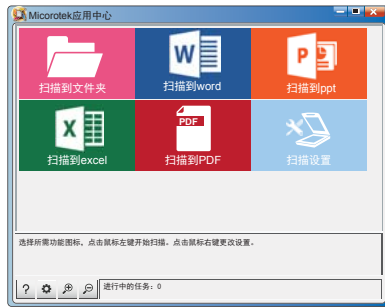 Micorotek应用中心
扫描到文件夹
扫描到word
扫描到ppt
扫描到excel
扫描到PDF
扫描设置
选择所需功能图标，点击鼠标左键开始扫描。点击鼠标右键更改设置。
进行中的任务：0